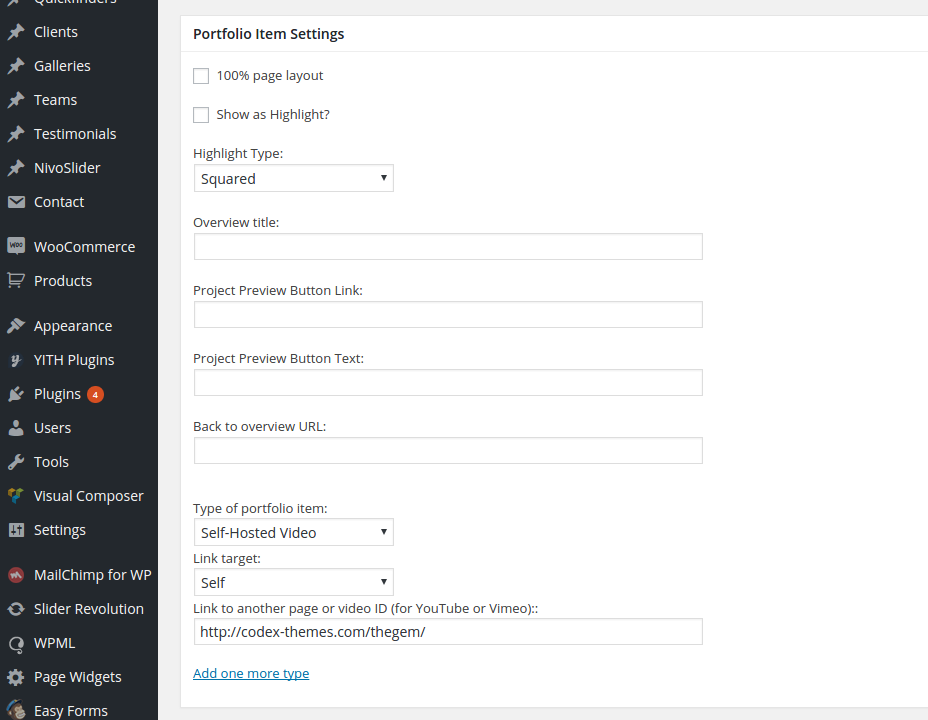 Quickfinders
Clients
Galleries
Teams
Testimonials
NivoSlider
Contact
WooCommerce
Products
Appearance
YITH Plugins
Plugins 4
Users
Tools
Visual Composer
Settings
MailChimp for WP
Slider Revolution
WPML
Page Widgets
Easy Forms
Portfolio Item Settings
100% page layout
Show as Highlight?
Highlight Type:
Squared
Overview title:
Project Preview Button Link:
Project Preview Button Text:
Back to overview URL:
Type of portfolio item:
Self-Hosted Video
Link target:
Self
Link to another page or video ID (for YouTube or Vimeo)::
http://codex-themes.com/thegem/
Add one more type